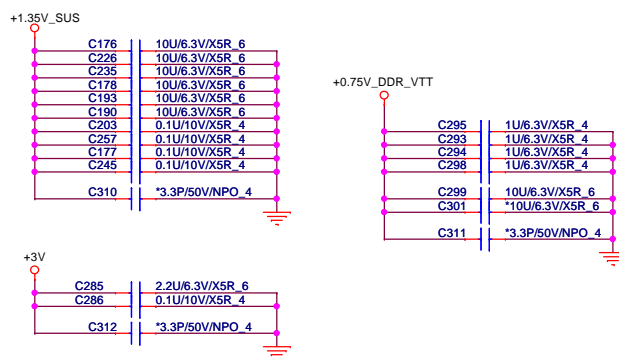 +1.35V_SUS
C176 10U/6.3V/X5R_6
C226 10U/6.3V/X5R_6
C235 10U/6.3V/X5R_6
C178 10U/6.3V/X5R_6
C193 10U/6.3V/X5R_6
C190 10U/6.3V/X5R_6
C203 0.1U/10V/X5R_4
C257 0.1U/10V/X5R_4
C177 0.1U/10V/X5R_4
C245 0.1U/10V/X5R_4
C310 *3.3P/50V/NPO_4
+0.75V_DDR_VTT
C295 1U/6.3V/X5R_4
C293 1U/6.3V/X5R_4
C294 1U/6.3V/X5R_4
C298 1U/6.3V/X5R_4
C299 10U/6.3V/X5R_6
C301 *10U/6.3V/X5R_6
C311 *3.3P/50V/NPO_4
+3V
C285 2.2U/6.3V/X5R_6
C286 0.1U/10V/X5R_4
C312 *3.3P/50V/NPO_4